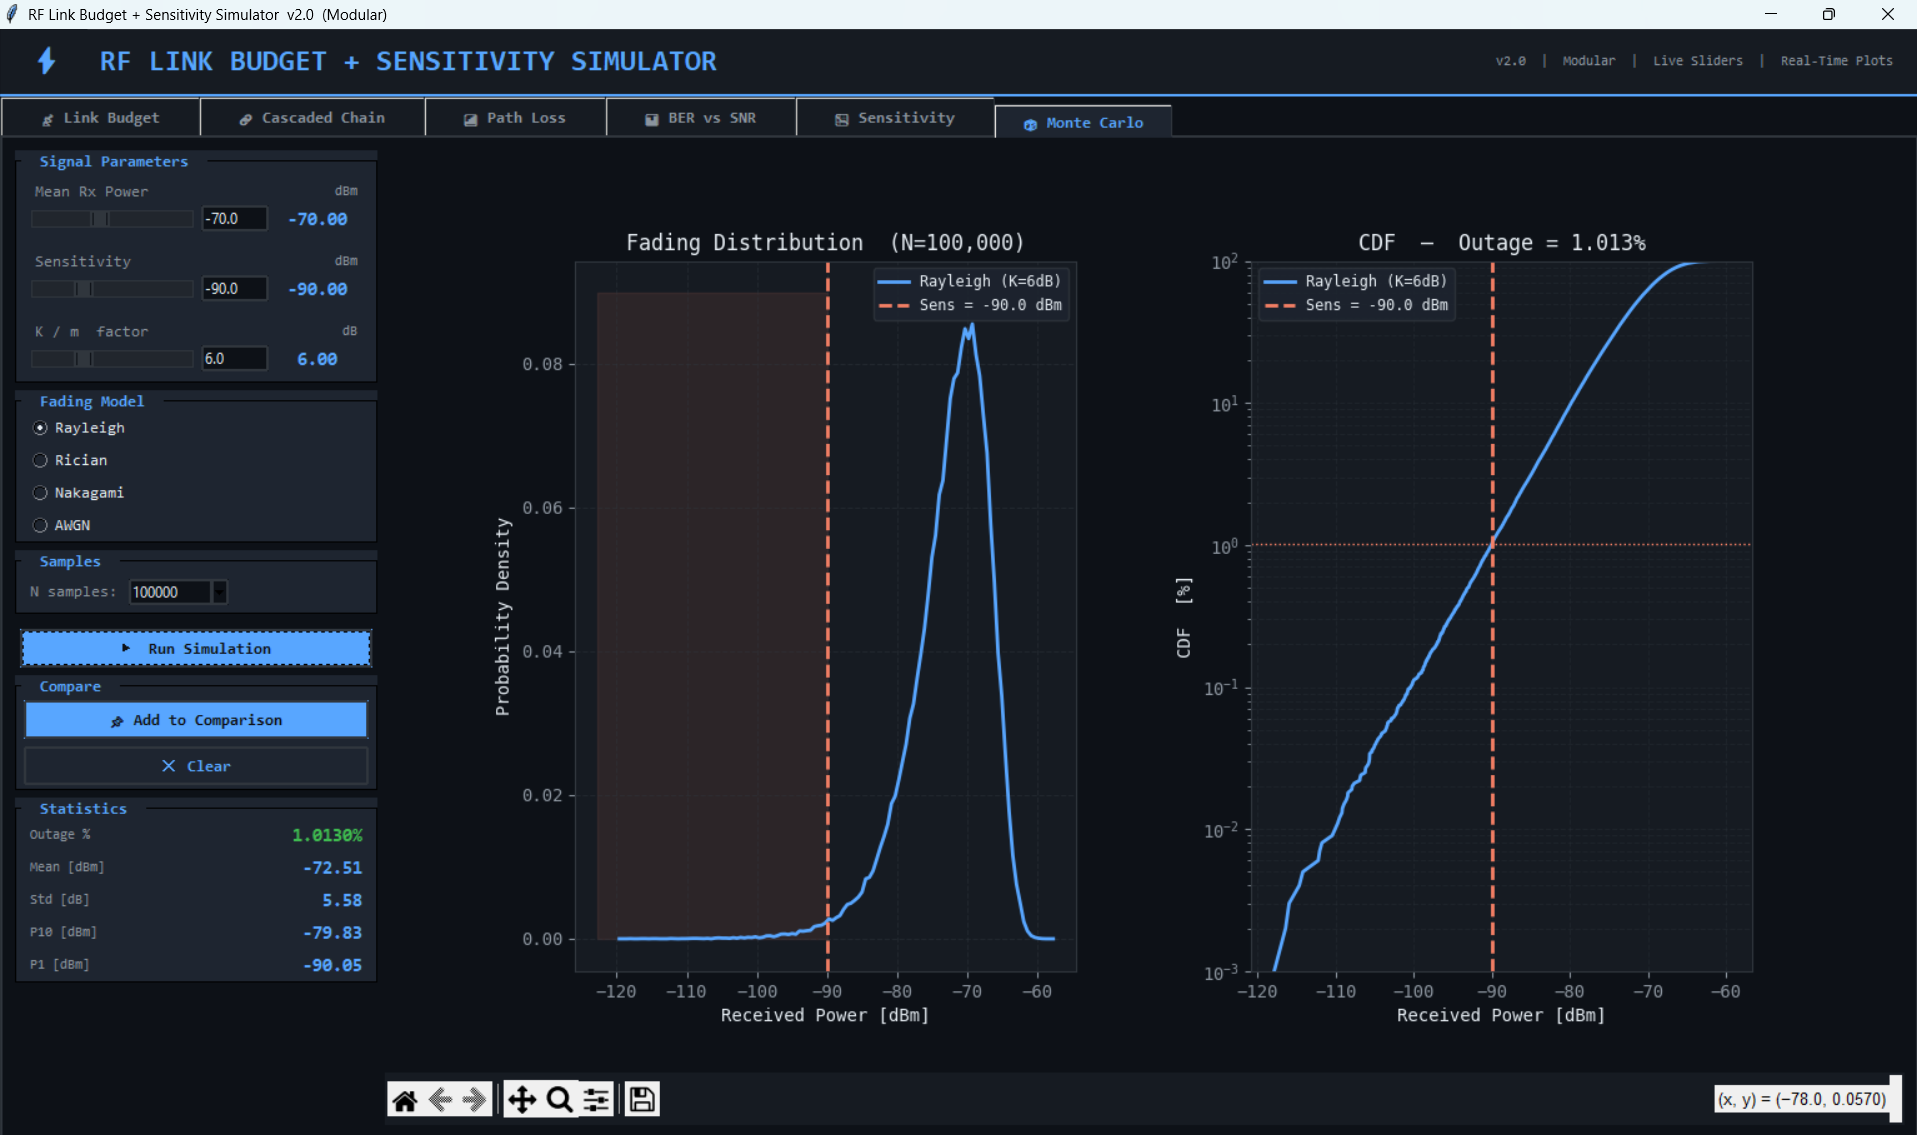 RF Link Budget + Sensitivity Simulator v2.0 (Modular)
RF LINK BUDGET + SENSITIVITY SIMULATOR
v2.0 | Modular | Live Sliders | Real-Time Plots
Link Budget
Cascaded Chain
Path Loss
BER vs SNR
Sensitivity
Monte Carlo
Signal Parameters
Mean Rx Power dBm
-70.0 -70.00
Sensitivity dBm
-90.0 -90.00
K / m factor dB
6.0 6.00
Fading Model
Rayleigh
Rician
Nakagami
AWGN
Samples
N samples: 100000
Run Simulation
Compare
Add to Comparison
Clear
Statistics
Outage % 1.0130%
Mean [dBm] -72.51
Std [dB] 5.58
P10 [dBm] -79.83
P1 [dBm] -90.05
Fading Distribution (N=100,000)
Rayleigh (K=6dB)
Sens = -90.0 dBm
Probability Density
0.08
0.06
0.04
0.02
0.00
−120 −110 −100 −90 −80 −70 −60
Received Power [dBm]
CDF — Outage = 1.013%
Rayleigh (K=6dB)
Sens = -90.0 dBm
CDF [%]
10²
10¹
10⁰
10⁻¹
10⁻²
10⁻³
−120 −110 −100 −90 −80 −70 −60
Received Power [dBm]
(x, y) = (−78.0, 0.0570)